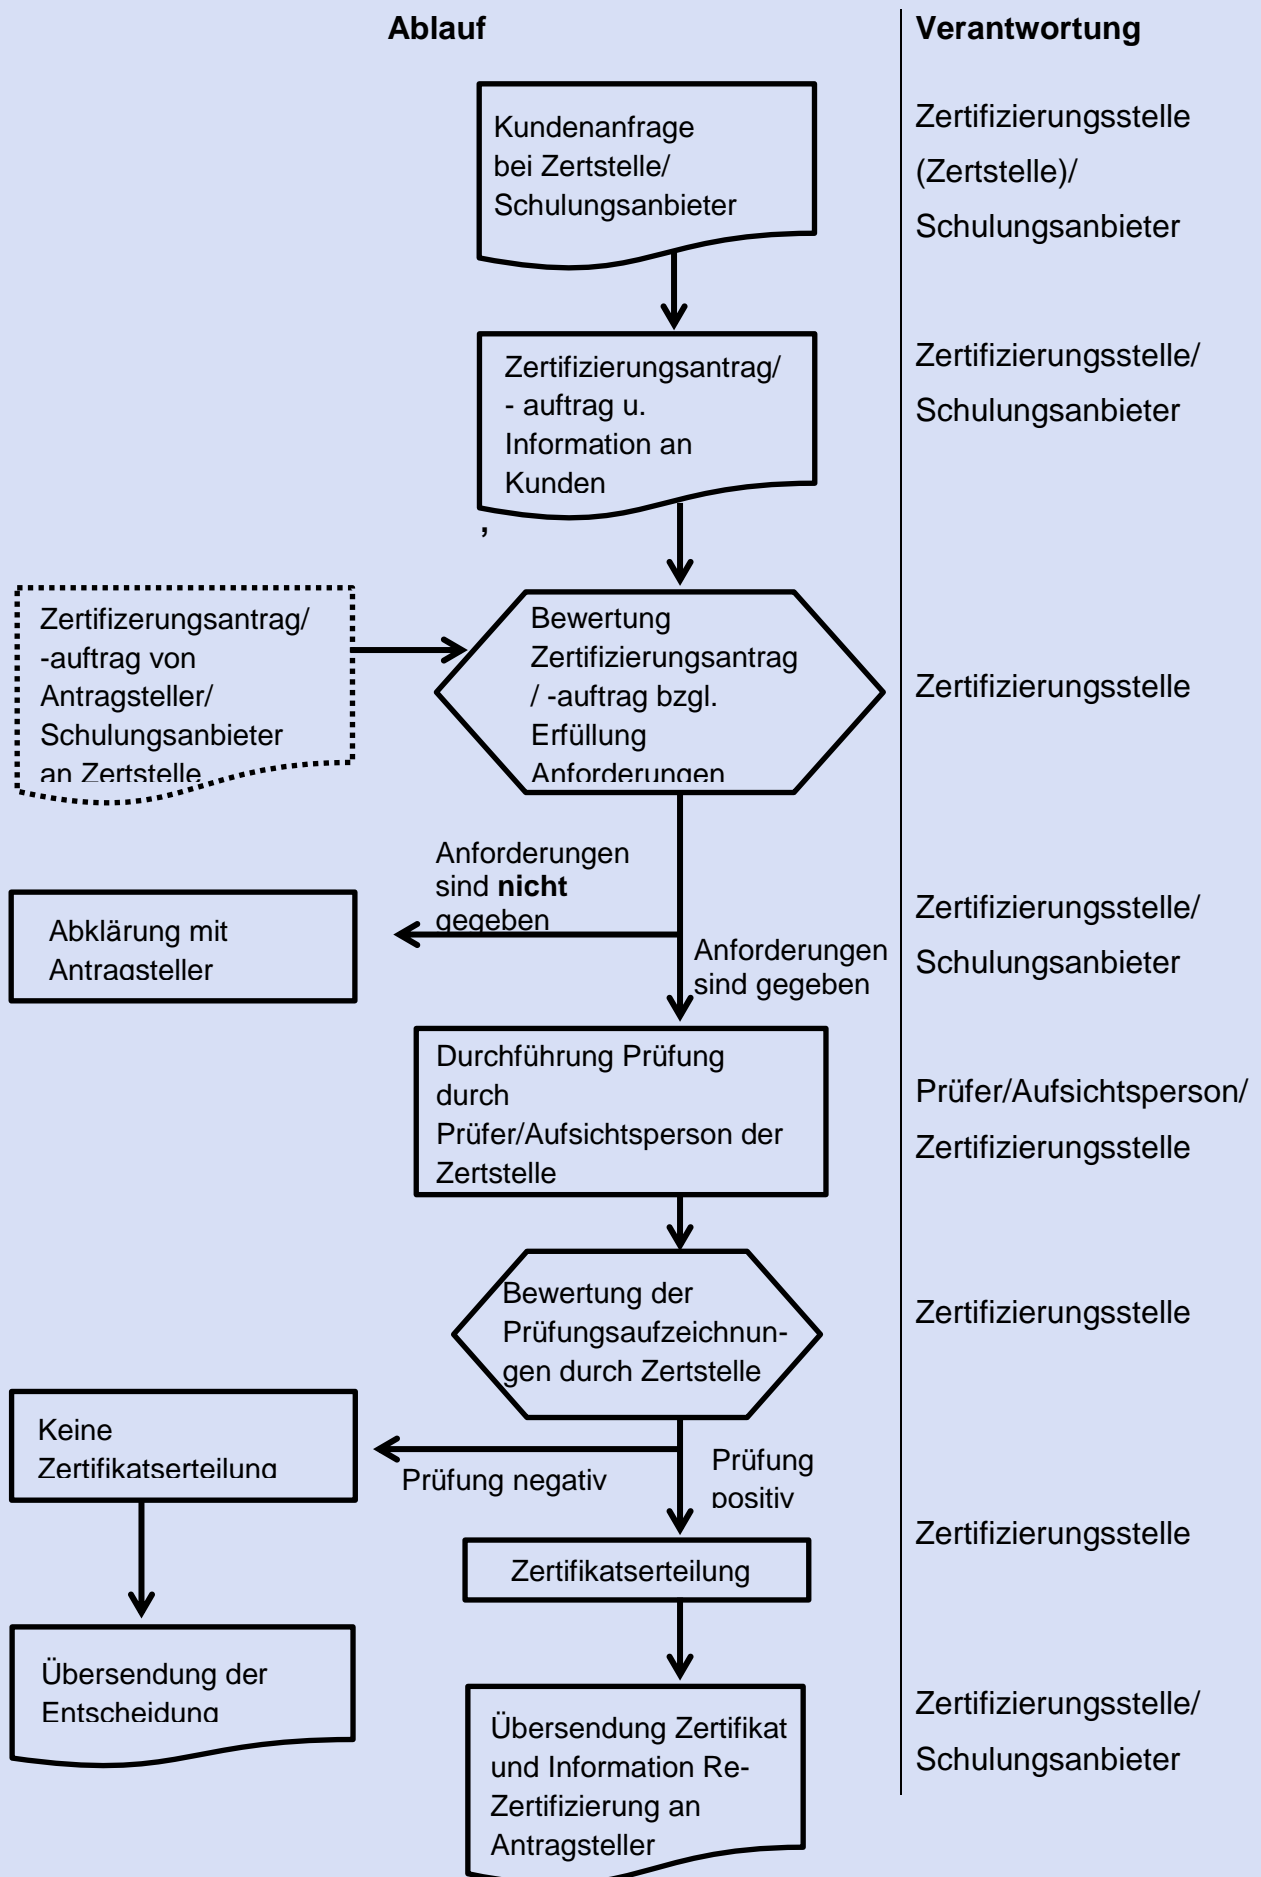 Ablauf
Verantwortung
Kundenanfrage
bei Zertstelle/
Schulungsanbieter
Zertifizierungsstelle
(Zertstelle)/
Schulungsanbieter
Zertifizierungsantrag/
- auftrag u.
Information an
Kunden
,
Zertifizierungsstelle/
Schulungsanbieter
Zertifizerungsantrag/
-auftrag von
Antragsteller/
Schulungsanbieter
an Zertstelle
Bewertung
Zertifizierungsantrag
/ -auftrag bzgl.
Erfüllung
Anforderungen
Zertifizierungsstelle
Anforderungen
sind nicht
gegeben
Abklärung mit
Antragsteller
Anforderungen
sind gegeben
Zertifizierungsstelle/
Schulungsanbieter
Durchführung Prüfung
durch
Prüfer/Aufsichtsperson der
Zertstelle
Prüfer/Aufsichtsperson/
Zertifizierungsstelle
Bewertung der
Prüfungsaufzeichnun-
gen durch Zertstelle
Zertifizierungsstelle
Keine
Zertifikatserteilung
Prüfung negativ
Prüfung
positiv
Zertifikatserteilung
Zertifizierungsstelle
Übersendung der
Entscheidung
Übersendung Zertifikat
und Information Re-
Zertifizierung an
Antragsteller
Zertifizierungsstelle/
Schulungsanbieter